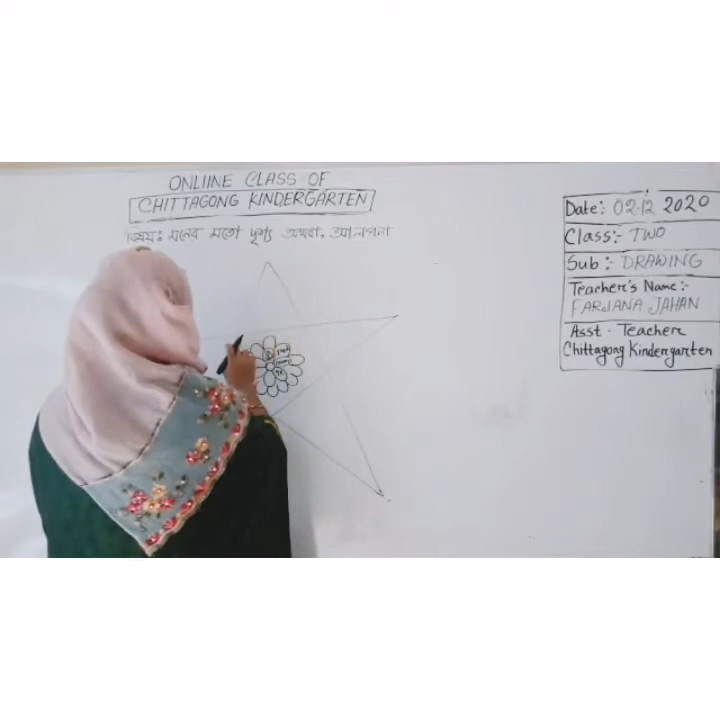 ONLIINE CLASS OF
CHITTAGONG KINDERGARTEN
বিষয়: মনের মতো দৃশ্য অথবা, আলপনা
Date:- 02.12 2020
Class:- TWO
Sub:- DRAWING
Teacher's Name:-
FARJANA JAHAN
Asst. Teacher
Chittagong Kindergarten